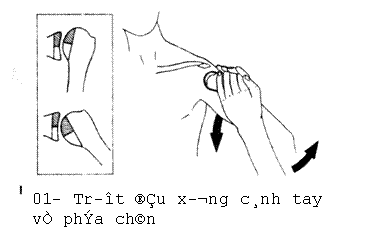 01- Tr-ît ®Çu x-¬ng c¸nh tay
vÒ phÝa ch©n